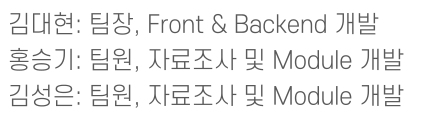 김대현: 팀장, Front & Backend 개발
홍승기: 팀원, 자료조사 및 Module 개발
김성은: 팀원, 자료조사 및 Module 개발